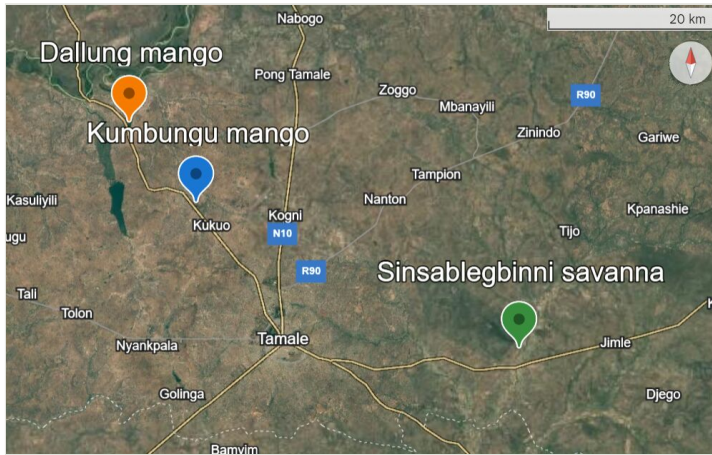 20 km
Nabogo
Dallung mango
Pong Tamale
Zoggo
R90
Mbanayili
Kumbungu mango
Zinindo
Gariwe
Tampion
Kasuliyili
Nanton
Kpanashie
Kukuo
Kogni
N10
Tijo
ugu
R90
Sinsablegbinni savanna
Tali
K
Tolon
Tamale
Nyankpala
Jimle
Golinga
Djego
Bamvim